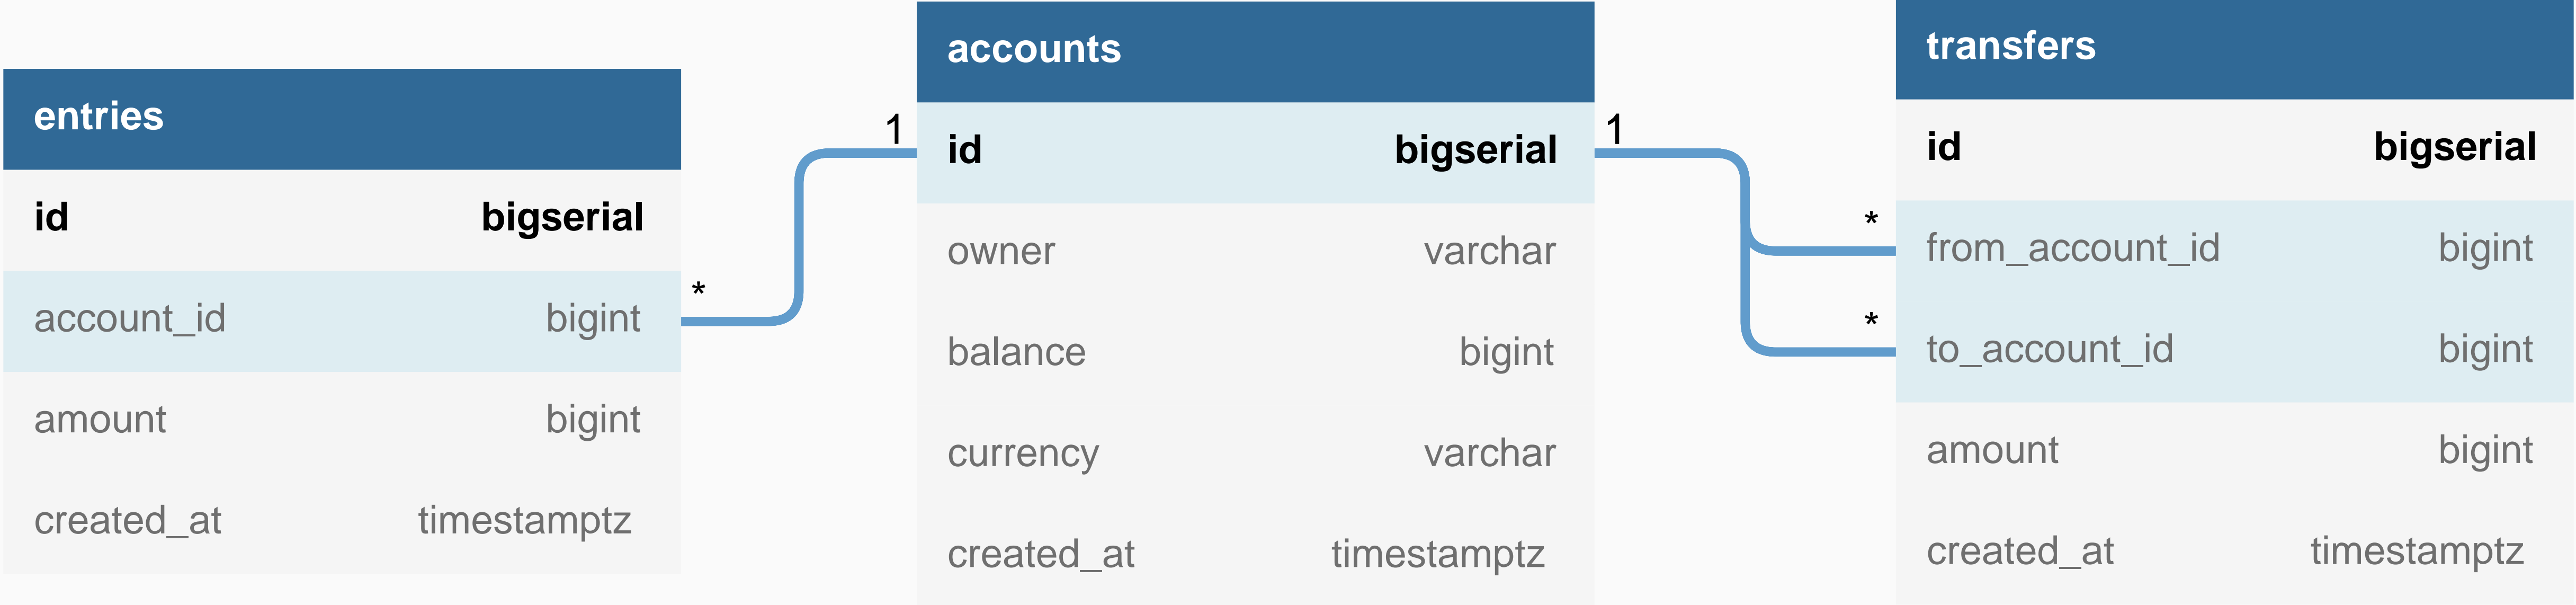 entries
id bigserial
account_id bigint
amount bigint
created_at timestamptz
*
1
accounts
id bigserial
owner varchar
balance bigint
currency varchar
created_at timestamptz
1
*
*
transfers
id bigserial
from_account_id bigint
to_account_id bigint
amount bigint
created_at timestamptz